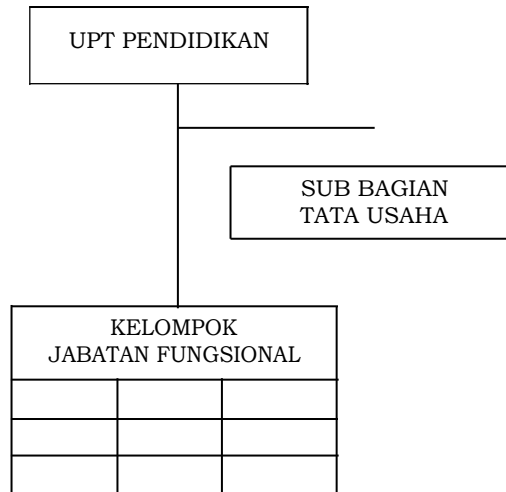 UPT PENDIDIKAN
SUB BAGIAN
TATA USAHA
KELOMPOK
JABATAN FUNGSIONAL